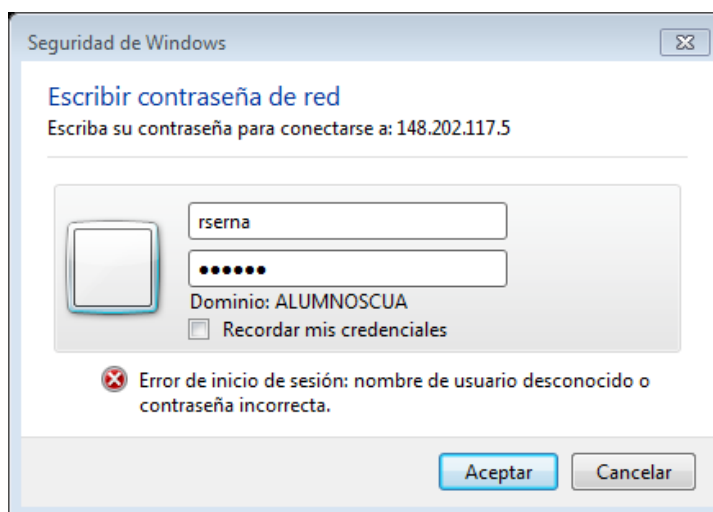 Seguridad de Windows
Escribir contraseña de red
Escriba su contraseña para conectarse a: 148.202.117.5
rserna
●●●●●●
Dominio: ALUMNOSCUA
Recordar mis credenciales
Error de inicio de sesión: nombre de usuario desconocido o
contraseña incorrecta.
Aceptar Cancelar